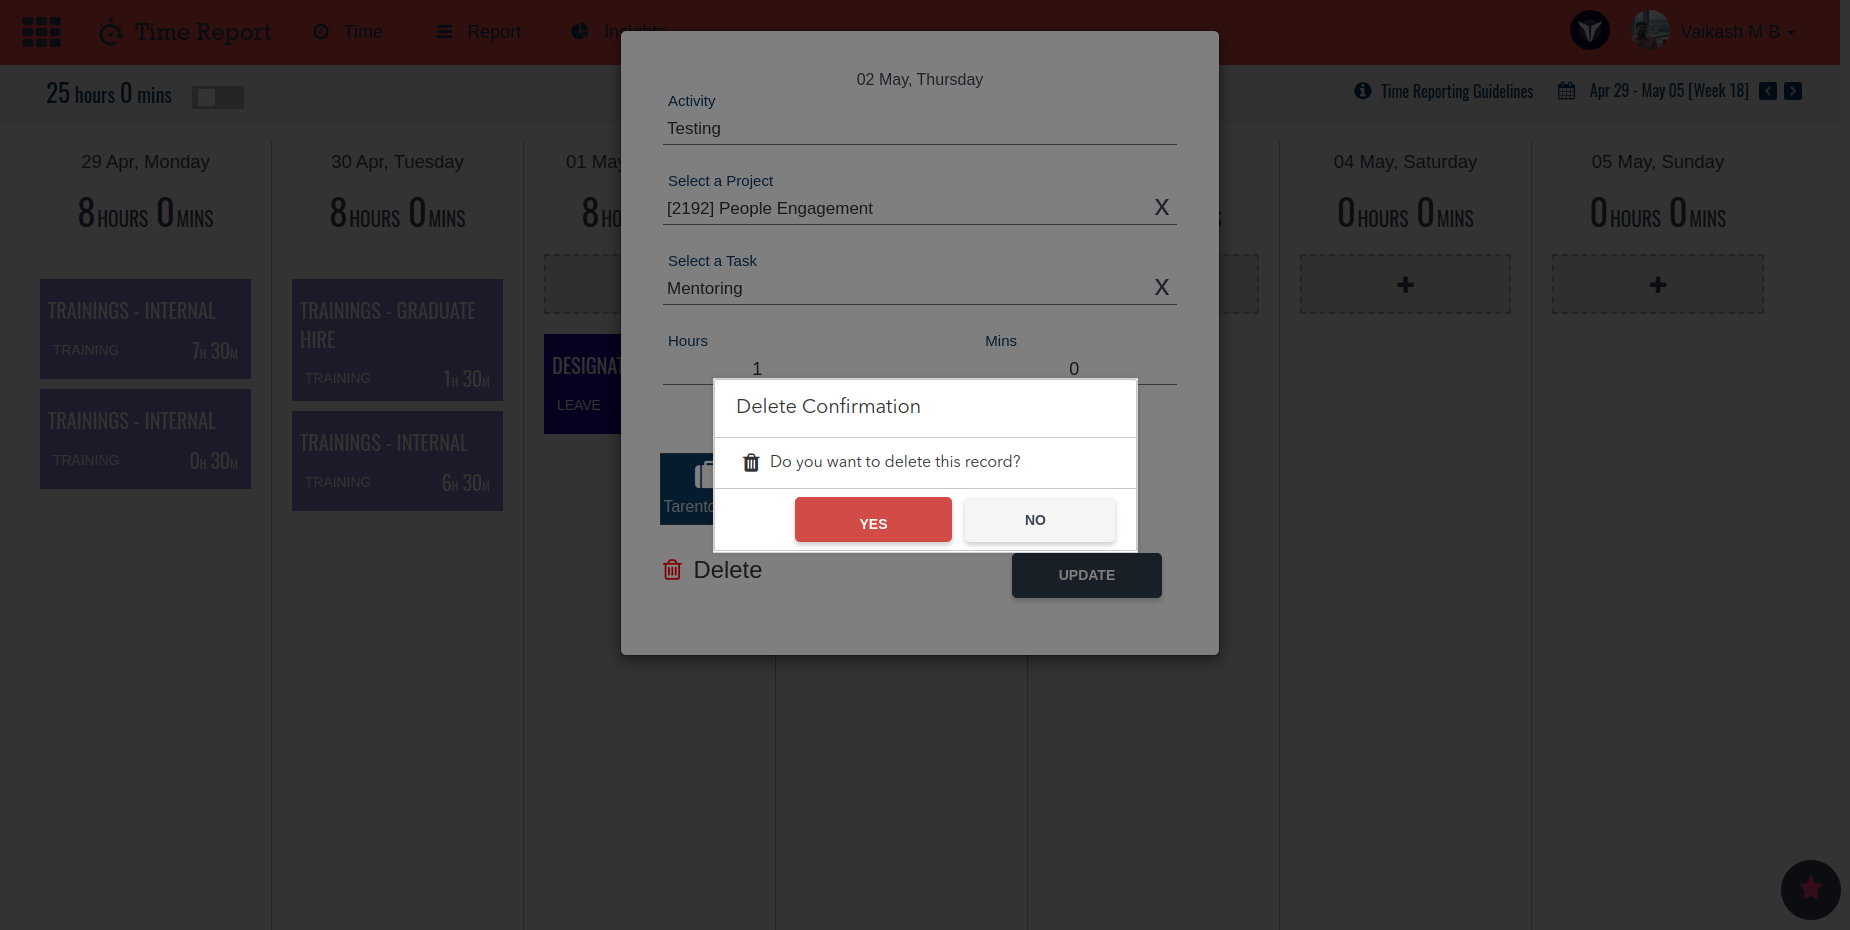 Time Report
Time
Report
Insights
Vaikash M B
25 hours 0 mins
Time Reporting Guidelines
Apr 29 - May 05 [Week 18]
29 Apr, Monday
30 Apr, Tuesday
01 May
04 May, Saturday
05 May, Sunday
8 HOURS 0 MINS
8 HOURS 0 MINS
8 HO
S
0 HOURS 0 MINS
0 HOURS 0 MINS
TRAININGS - INTERNAL
TRAINING 7H 30M
TRAININGS - INTERNAL
TRAINING 0H 30M
TRAININGS - GRADUATE
HIRE
TRAINING 1H 30M
TRAININGS - INTERNAL
TRAINING 6H 30M
DESIGNAT
LEAVE
02 May, Thursday
Activity
Testing
Select a Project
[2192] People Engagement X
Select a Task
Mentoring X
Hours Mins
1 0
Tarento
Delete Confirmation
Do you want to delete this record?
YES NO
Delete
UPDATE